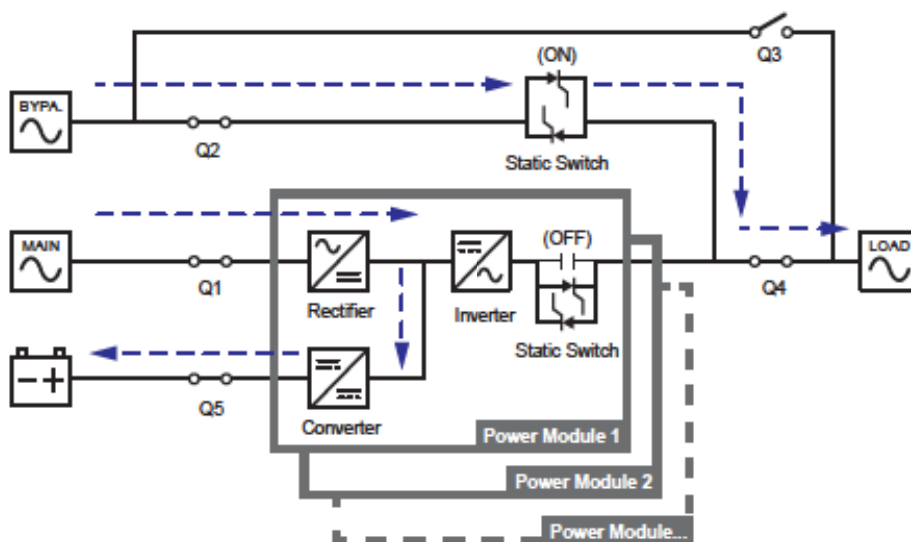 Q3
(ON)
BYPA.
Q2
Static Switch
MAIN
(OFF)
LOAD
Q1
Rectifier
Inverter
Q4
Static Switch
Q5
Converter
Power Module 1
Power Module 2
Power Module...